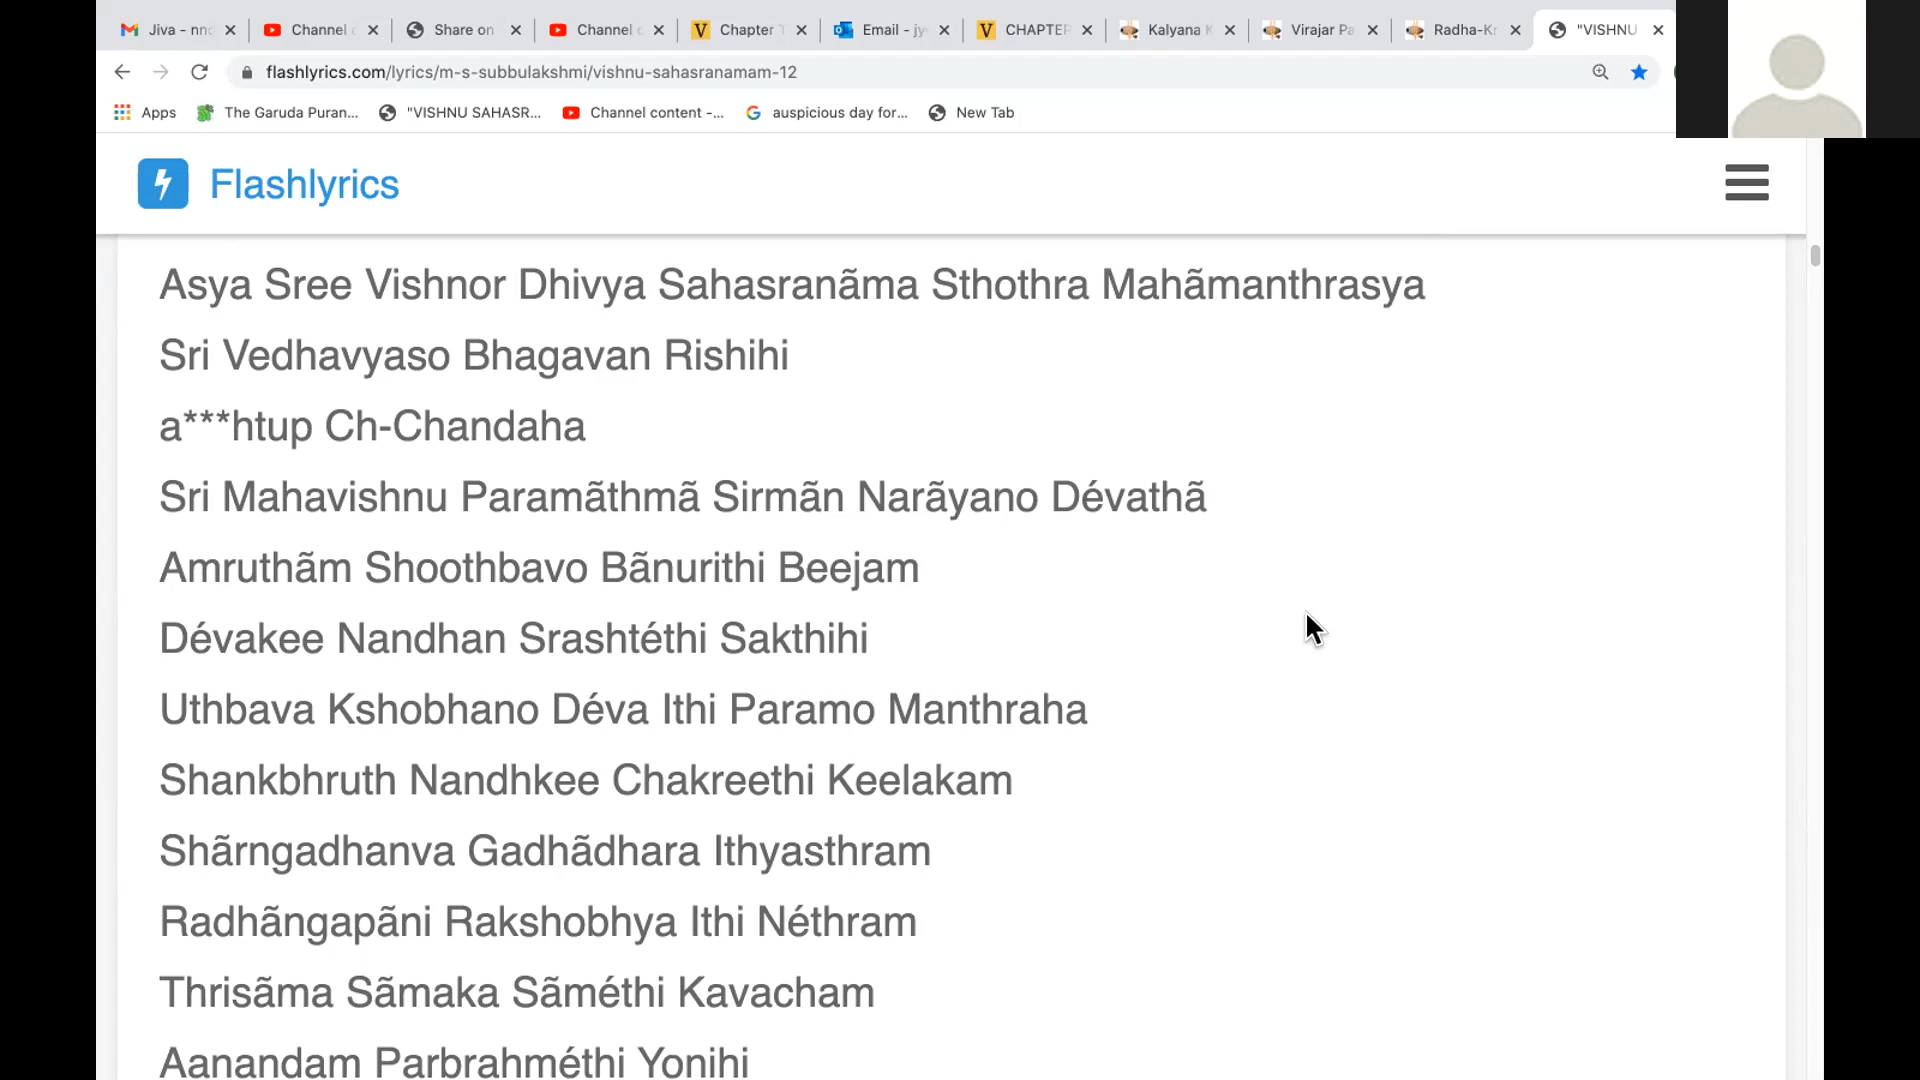 Jiva - nn
Channel
Share on
Channel
Chapter
Email - jy
CHAPTER
Kalyana K
Virajar Pa
Radha-Kr
"VISHNU
flashlyrics.com/lyrics/m-s-subbulakshmi/vishnu-sahasranamam-12
Apps The Garuda Puran... "VISHNU SAHASR... Channel content -... auspicious day for... New Tab
Flashlyrics
Asya Sree Vishnor Dhivya Sahasranãma Sthothra Mahãmanthrasya
Sri Vedhavyaso Bhagavan Rishihi
a***htup Ch-Chandaha
Sri Mahavishnu Paramãthmã Sirmãn Narãyano Dévathã
Amruthãm Shoothbavo Bãnurithi Beejam
Dévakee Nandhan Srashtéthi Sakthihi
Uthbava Kshobhano Déva Ithi Paramo Manthraha
Shankbhruth Nandhkee Chakreethi Keelakam
Shãrngadhanva Gadhãdhara Ithyasthram
Radhãngapãni Rakshobhya Ithi Néthram
Thrisãma Sãmaka Sãméthi Kavacham
Aanandam Parbrahméthi Yonihi